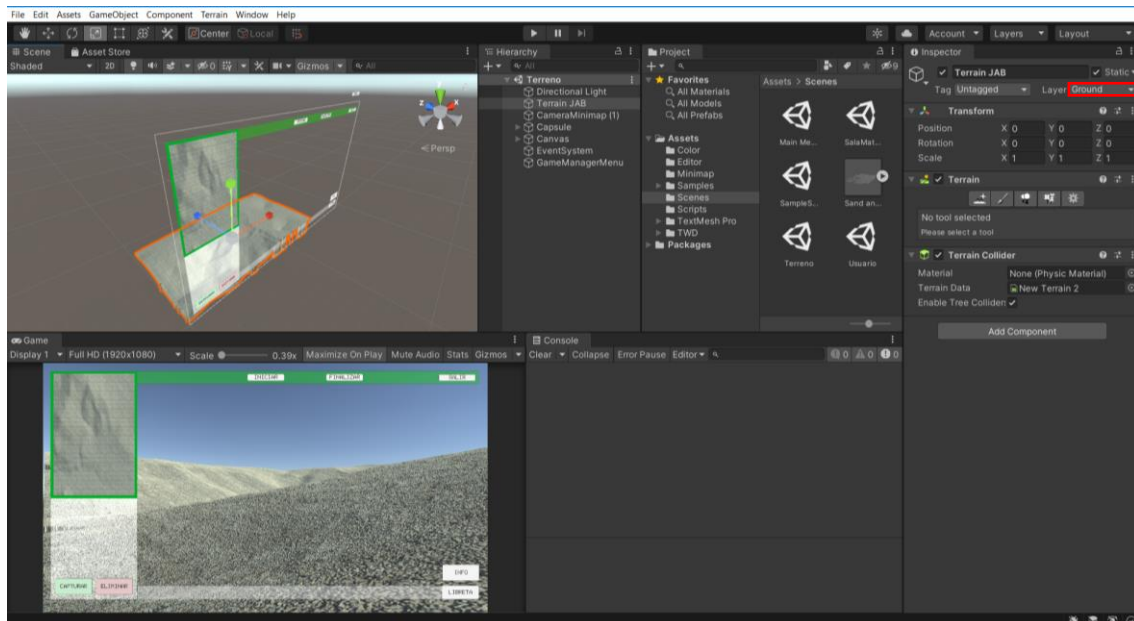 File Edit Assets GameObject Component Terrain Window Help
Center Local
Account Layers Layout
Scene Asset Store
Shaded 2D 0 Gizmos All
Persp
Hierarchy
All
Terreno
Directional Light
Terrain JAB
CameraMinimap (1)
Capsule
Canvas
EventSystem
GameManagerMenu
Project
9
Favorites
All Materials
All Models
All Prefabs
Assets
Color
Editor
Minimap
Samples
Scenes
Scripts
TextMesh Pro
TWD
Packages
Assets > Scenes
Main Me...
SalaMat...
SampleS...
Send an...
Terreno
Usuario
Inspector
Terrain JAB Static
Tag Untagged Layer Ground
Transform
Position X 0 Y 0 Z 0
Rotation X 0 Y 0 Z 0
Scale X 1 Y 1 Z 1
Terrain
No tool selected
Please select a tool
Terrain Collider
Material None (Physic Material)
Terrain Data New Terrain 2
Enable Tree Colliders
Add Component
Game
Display 1 Full HD (1920x1080) Scale 0.39x Maximize On Play Mute Audio Stats Gizmos
INICIAR FINALIZAR SALIR
CAPTURAR ELIMINAR
INFO
LIBRETA
Console
Clear Collapse Error Pause Editor
0 0 0